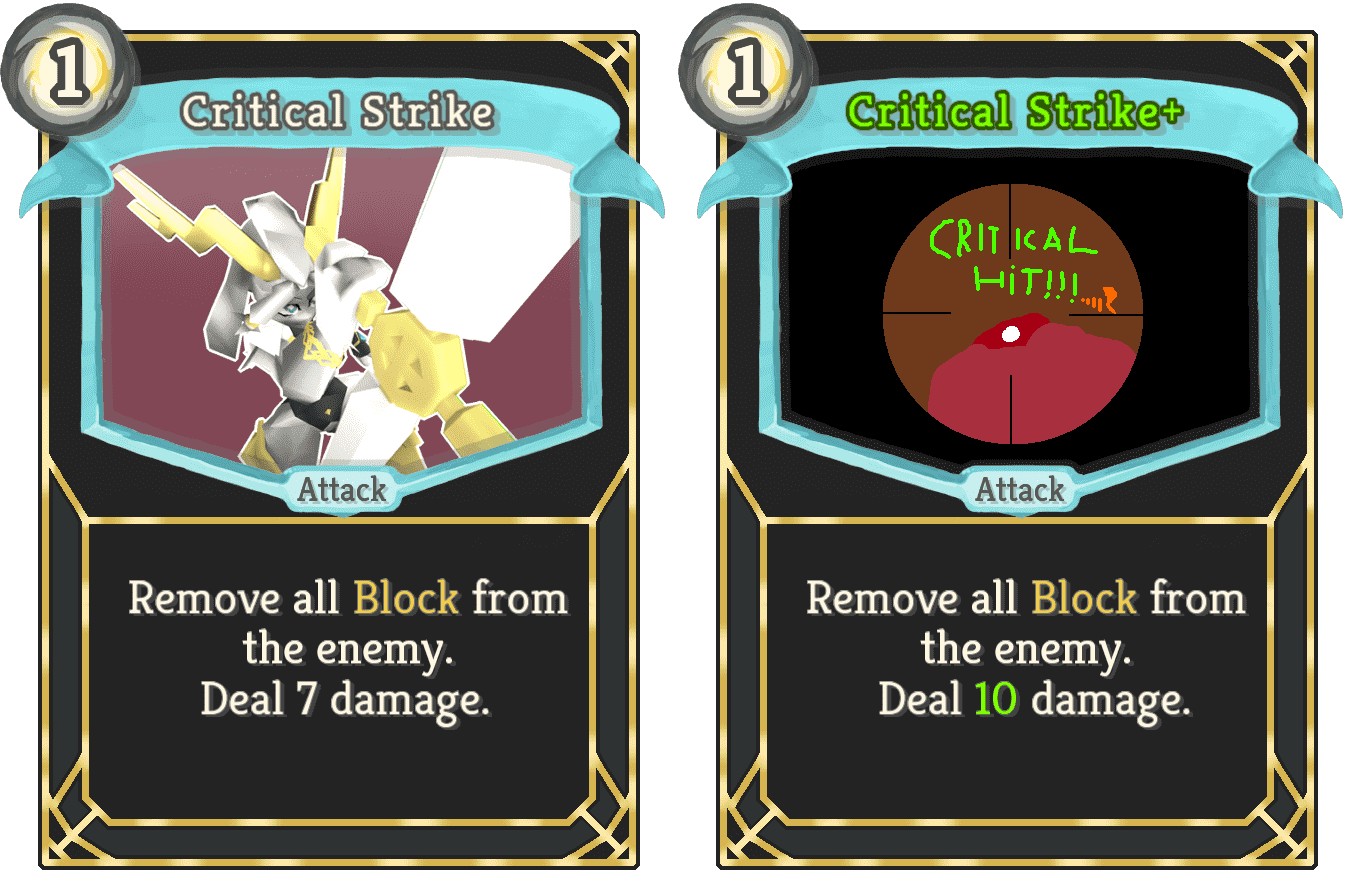 1
Critical Strike
Attack
Remove all Block from
the enemy.
Deal 7 damage.
1
Critical Strike+
CRITICAL
HiT!!!
Attack
Remove all Block from
the enemy.
Deal 10 damage.